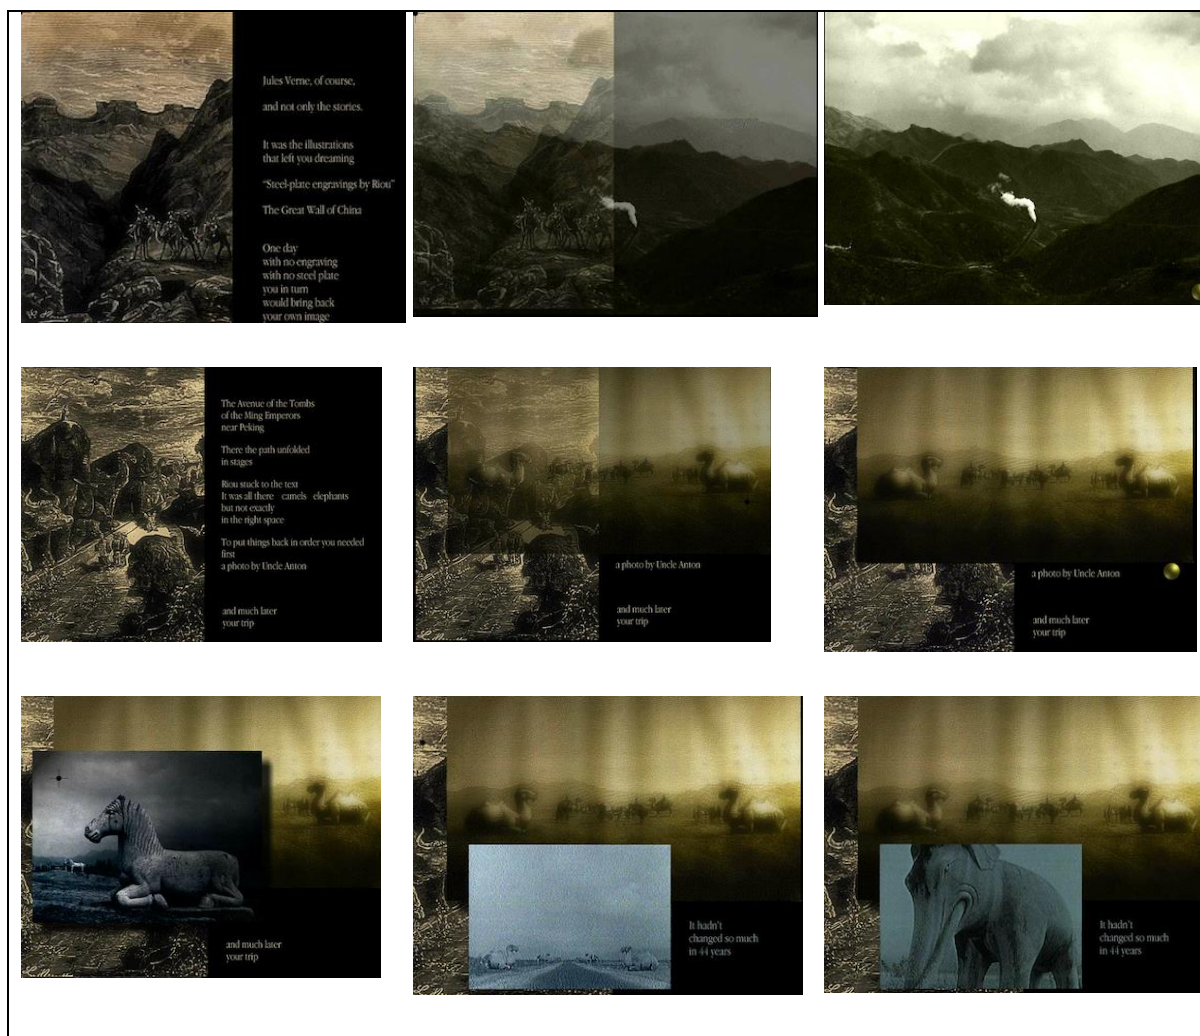 Jules Verne, of course,
and not only the stories.
It was the illustrations
that left you dreaming
“Steel-plate engravings by Riou”
The Great Wall of China
One day
with no engraving
with no steel plate
you in turn
would bring back
your own image
The Avenue of the Tombs
of the Ming Emperors
near Peking
There the path unfolded
in stages
Riou stuck to the text
It was all there camels elephants
but not exactly
in the right space
To put things back in order you needed
first
a photo by Uncle Anton
and much later
your trip
a photo by Uncle Anton
and much later
your trip
a photo by Uncle Anton
and much later
your trip
and much later
your trip
It hadn't
changed so much
in 44 years
It hadn't
changed so much
in 44 years